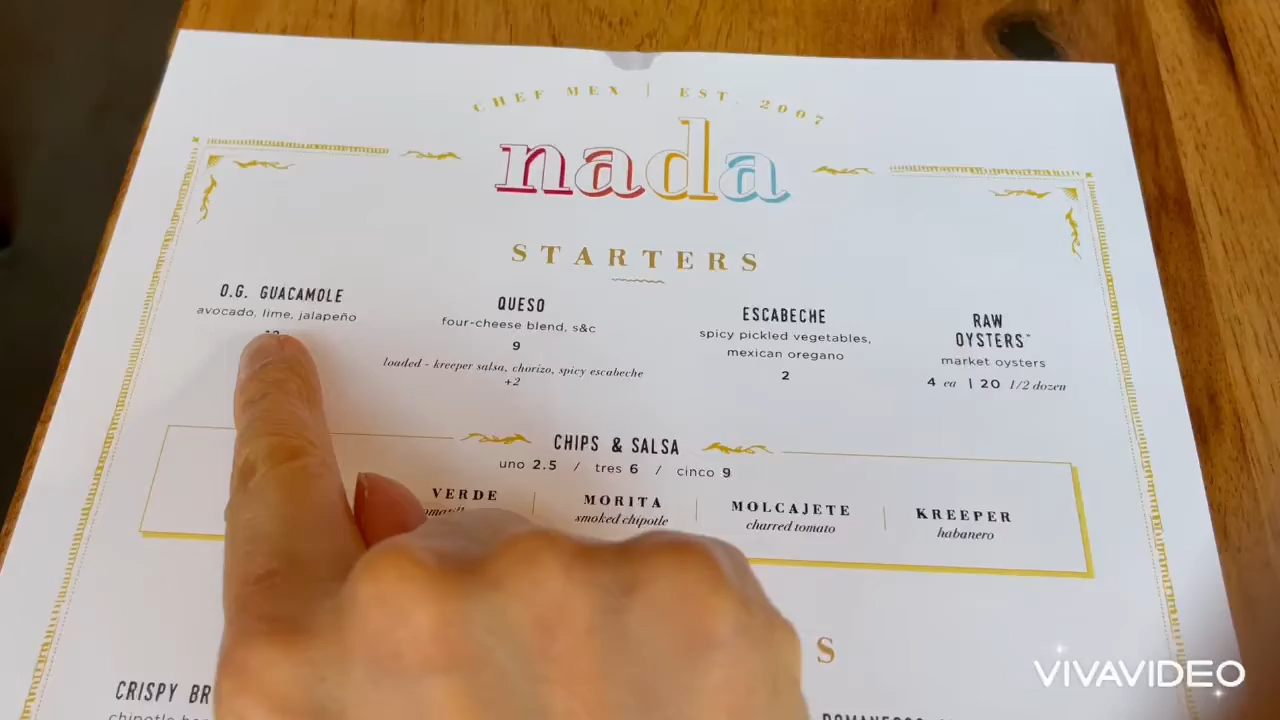 CHEF MEX | EST. 2007
nada
STARTERS
O.G. GUACAMOLE
avocado, lime, jalapeño
QUESO
four-cheese blend, s&c
9
loaded - kreeper salsa, chorizo, spicy escabeche
+2
ESCABECHE
spicy pickled vegetables,
mexican oregano
2
RAW
OYSTERS*
market oysters
4 ea | 20 1/2 dozen
CHIPS & SALSA
uno 2.5 / tres 6 / cinco 9
VERDE
MORITA
smoked chipotle
MOLCAJETE
charred tomato
KREEPER
habanero
S
CRISPY BR
VIVAVIDEO